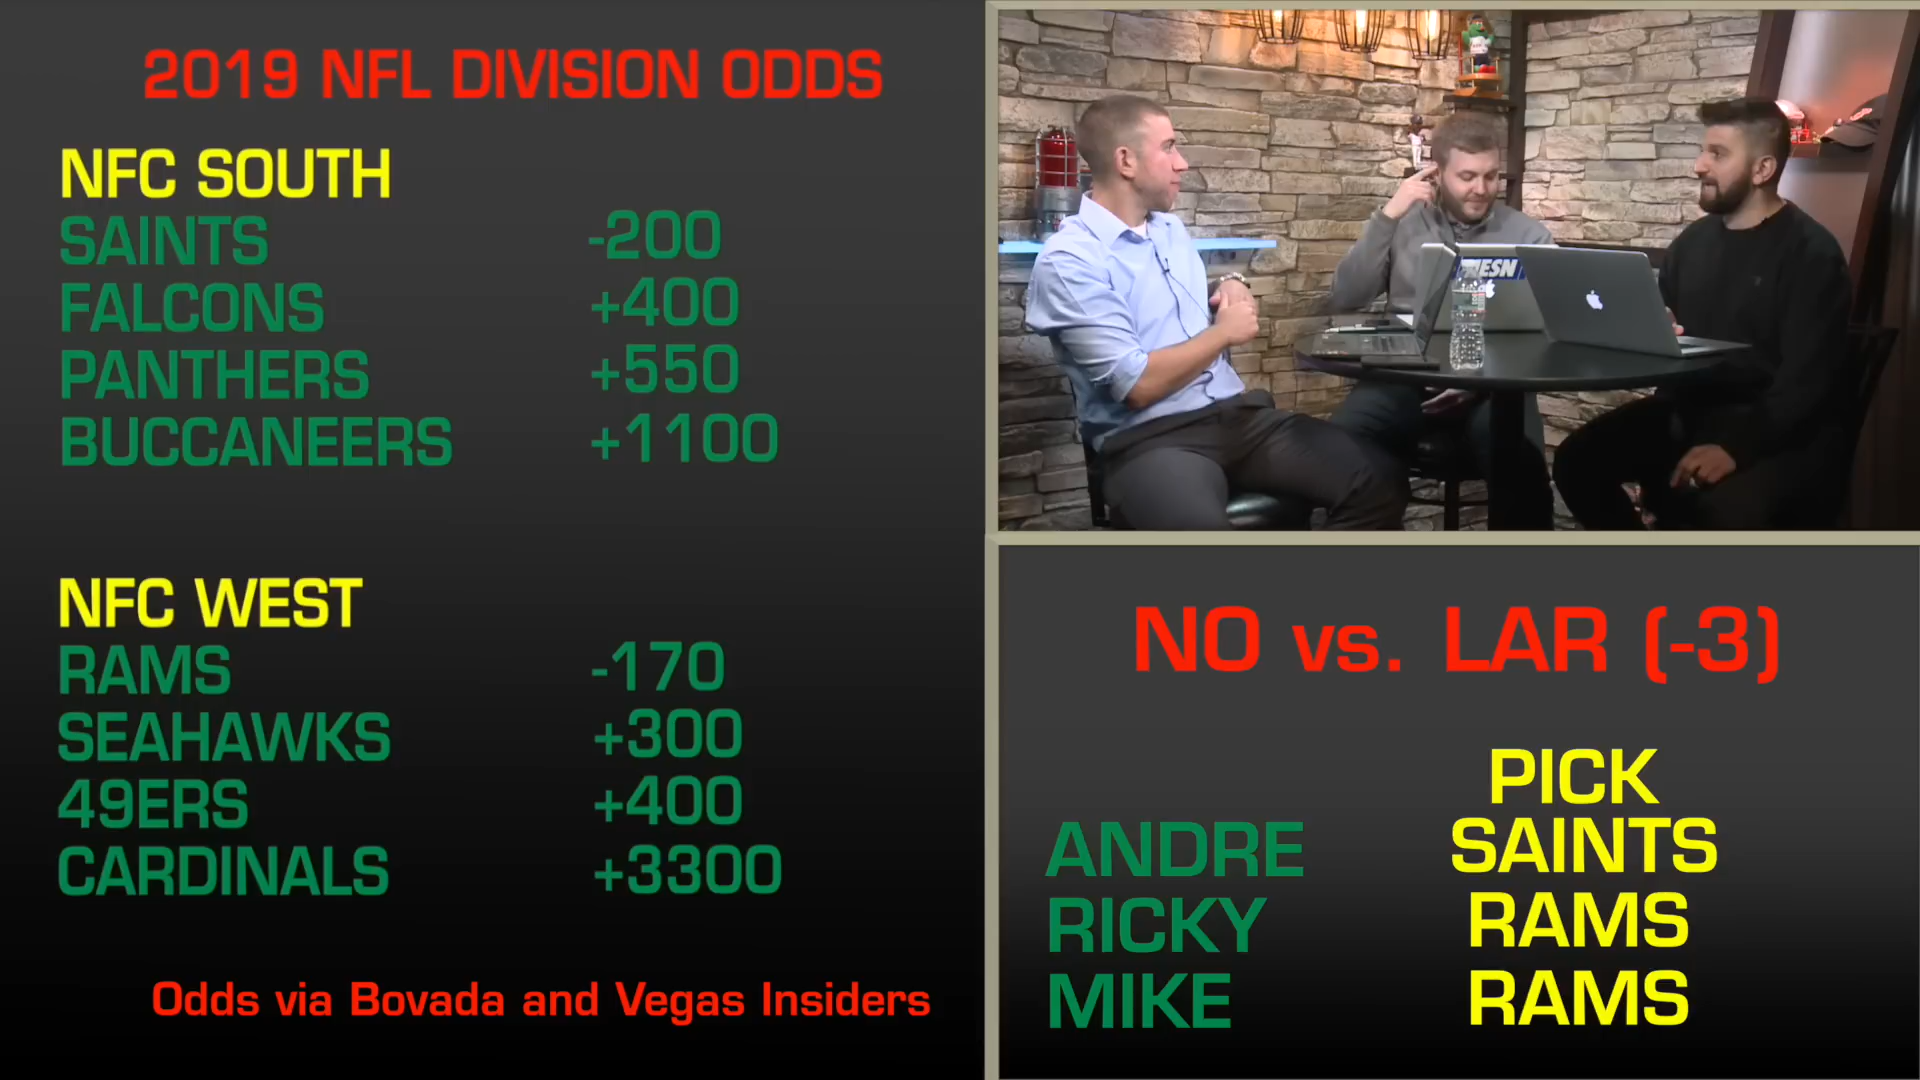 2019 NFL DIVISION ODDS
NFC SOUTH
SAINTS -200
FALCONS +400
PANTHERS +550
BUCCANEERS +1100
NFC WEST
RAMS -170
SEAHAWKS +300
49ERS +400
CARDINALS +3300
Odds via Bovada and Vegas Insiders
NO vs. LAR (-3)
PICK
ANDRE SAINTS
RICKY RAMS
MIKE RAMS